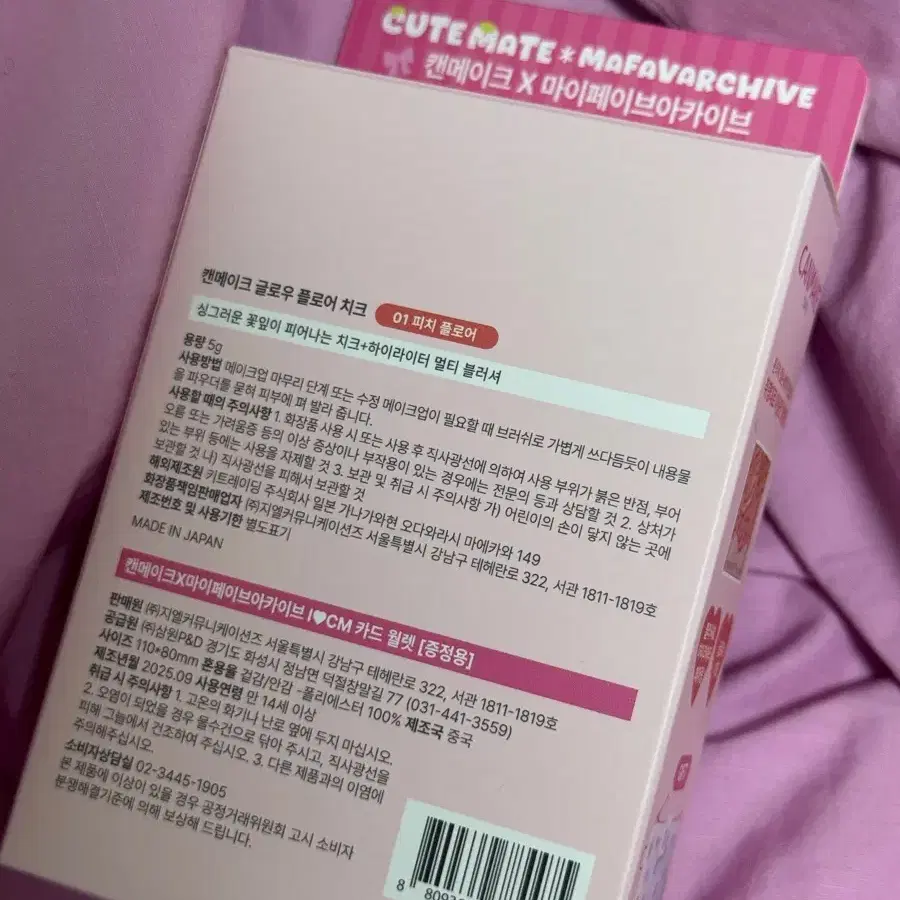 CUTEMATE * MAFAVARCHIVE
캔메이크 X 마이페이브아카이브
캔메이크 글로우 플로어 치크 01 피치 플로어
싱그러운 꽃잎이 피어나는 치크+하이라이터 멀티 블러셔
용량 5g
사용방법 메이크업 마무리 단계 또는 수정 메이크업이 필요할 때 브러쉬로 가볍게 쓰다듬듯이 내용물
을 파우더를 묻혀 피부에 펴 발라 줍니다.
사용할 때의 주의사항 1. 화장품 사용 시 또는 사용 후 직사광선에 의하여 사용 부위가 붉은 반점, 부어
오름 또는 가려움증 등의 이상 증상이나 부작용이 있는 경우에는 전문의 등과 상담할 것 2. 상처가
있는 부위 등에는 사용을 자제할 것 3. 보관 및 취급 시 주의사항 가) 어린이의 손이 닿지 않는 곳에
보관할 것 나) 직사광선을 피해서 보관할 것
해외제조원 키트레이딩 주식회사 일본 가나가와현 오다와라시 마에카와 149
화장품책임판매업자 ㈜지엘커뮤니케이션즈 서울특별시 강남구 테헤란로 322, 서관 1811-1819호
제조번호 및 사용기한 별도표기
MADE IN JAPAN
캔메이크X마이페이브아카이브 I♥CM 카드 월렛 [증정용]
판매원 ㈜지엘커뮤니케이션즈 서울특별시 강남구 테헤란로 322, 서관 1811-1819호
공급원 ㈜삼원P&D 경기도 화성시 정남면 덕절참말길 77 (031-441-3559)
사이즈 110*80mm 혼용율 겉감/안감 -폴리에스터 100% 제조국 중국
제조년월 2025.09 사용연령 만 14세 이상
취급 시 주의사항 1. 고온의 화기나 난로 옆에 두지 마십시오.
2. 오염이 되었을 경우 물수건으로 닦아 주시고, 직사광선을
피해 그늘에서 건조하여 주십시오. 3. 다른 제품과의 이염에
주의해주십시오.
소비자상담실 02-3445-1905
본 제품에 이상이 있을 경우 공정거래위원회 고시 소비자
분쟁해결기준에 의해 보상해 드립니다.